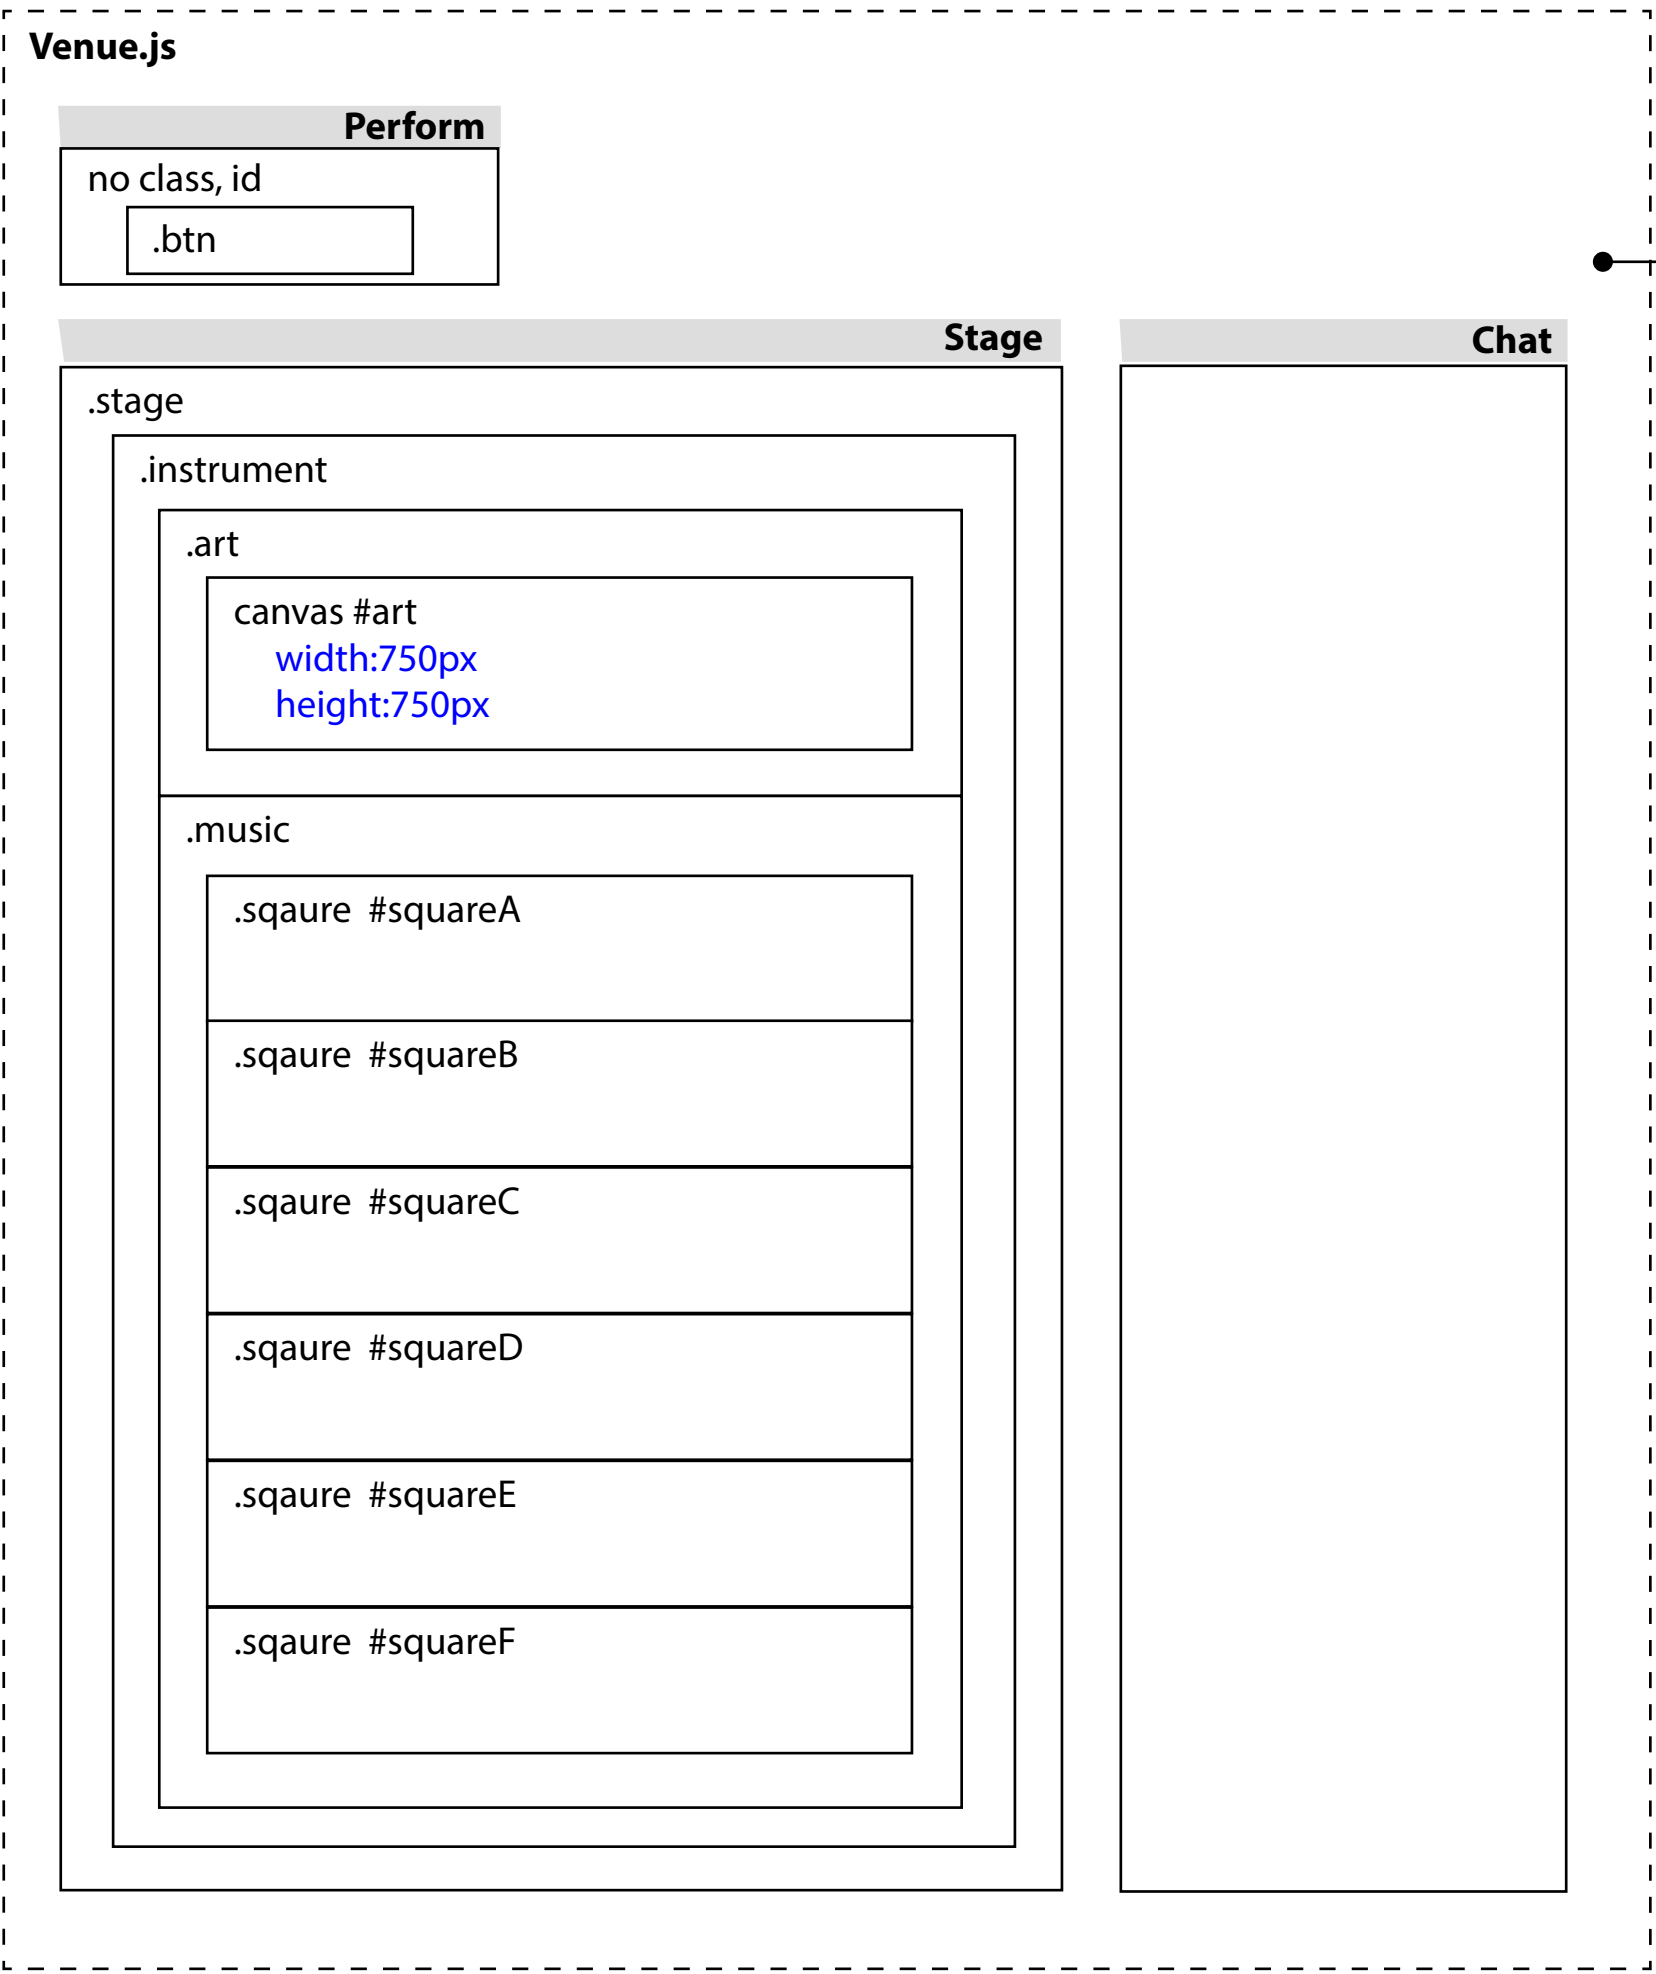 Venue.js
Perform
no class, id
.btn
Stage
.stage
.instrument
.art
canvas #art
width:750px
height:750px
.music
.sqaure #squareA
.sqaure #squareB
.sqaure #squareC
.sqaure #squareD
.sqaure #squareE
.sqaure #squareF
Chat